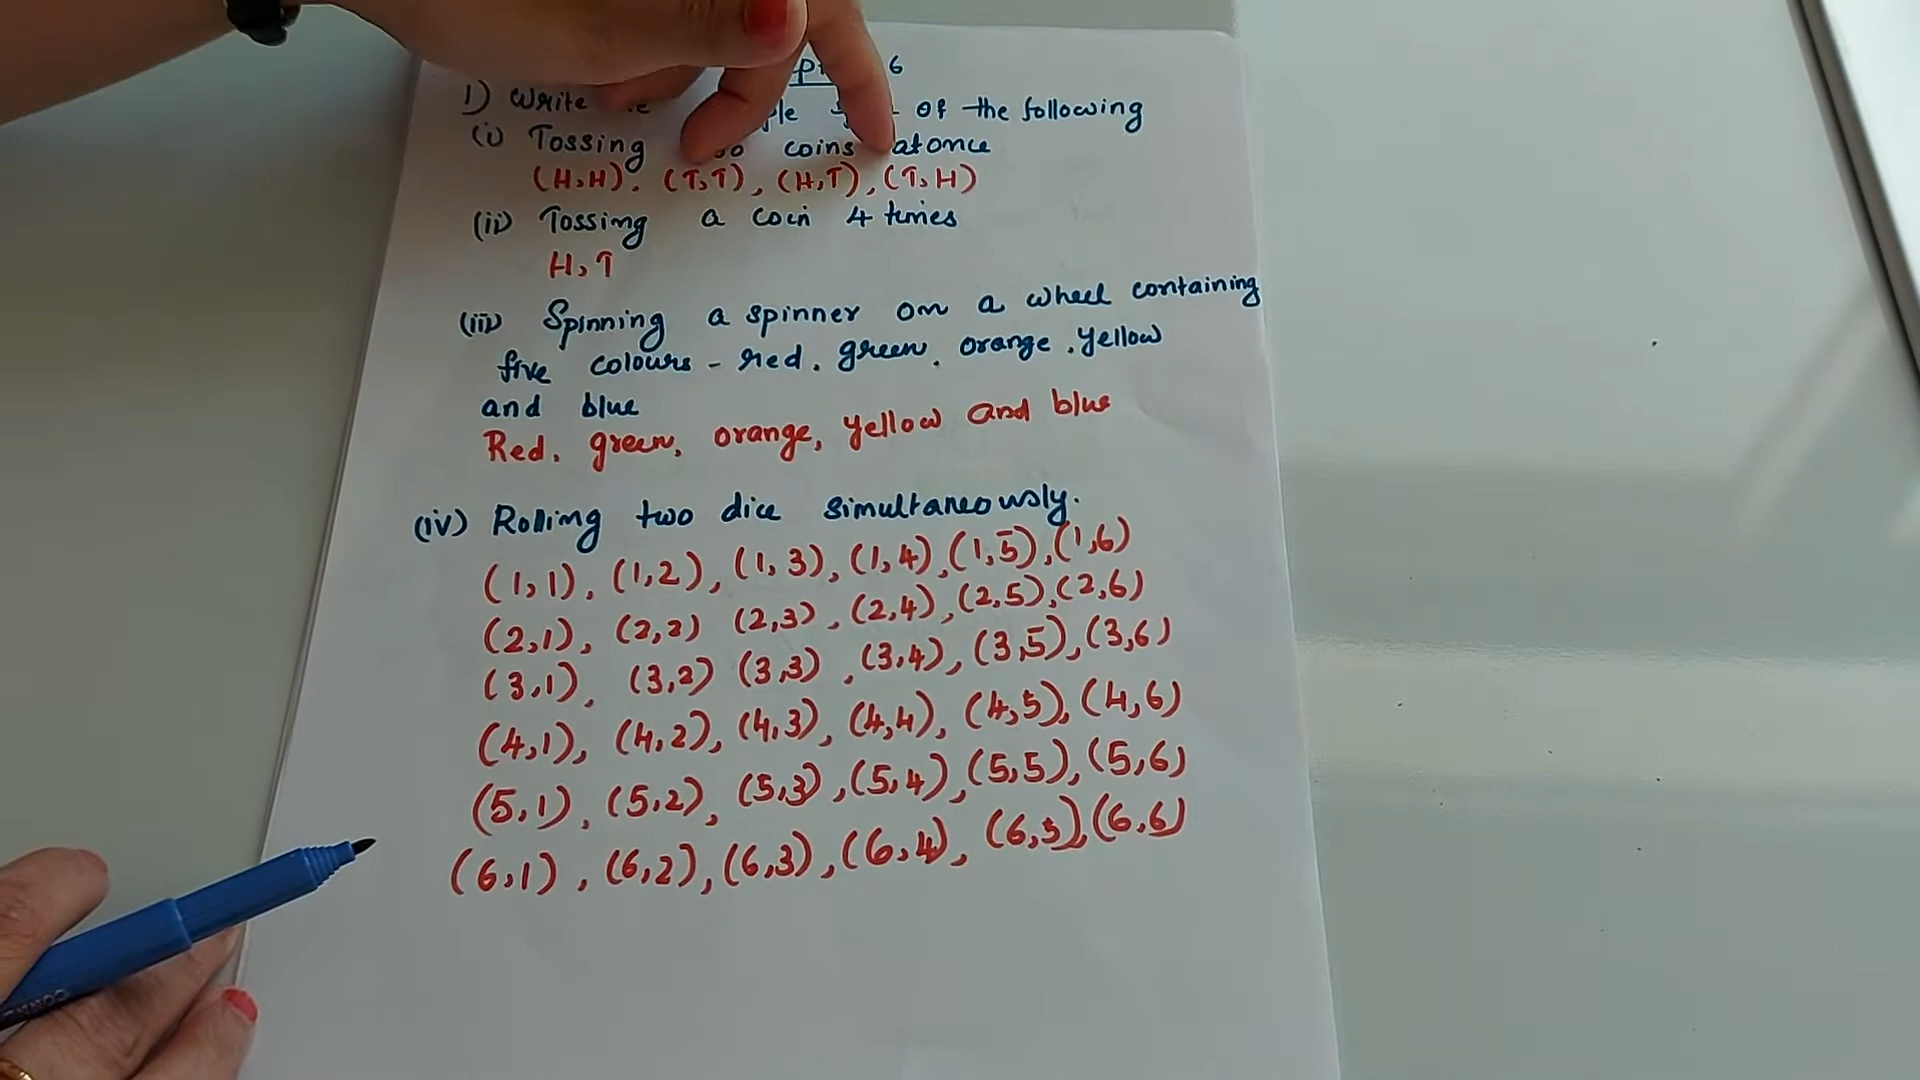 6
1) Write of the following
(i) Tossing coins at once
(H,H), (T,T), (H,T), (T,H)
(ii) Tossing a coin 4 times
H, T
(iii) Spinning a spinner on a wheel containing
five colours - red, green, orange, yellow
and blue
Red, green, orange, yellow and blue
(iv) Rolling two dice simultaneously.
(1,1), (1,2), (1,3), (1,4), (1,5), (1,6)
(2,1), (2,2) (2,3), (2,4), (2,5), (2,6)
(3,1), (3,2) (3,3), (3,4), (3,5), (3,6)
(4,1), (4,2), (4,3), (4,4), (4,5), (4,6)
(5,1), (5,2), (5,3), (5,4), (5,5), (5,6)
(6,1), (6,2), (6,3), (6,4), (6,5), (6,6)